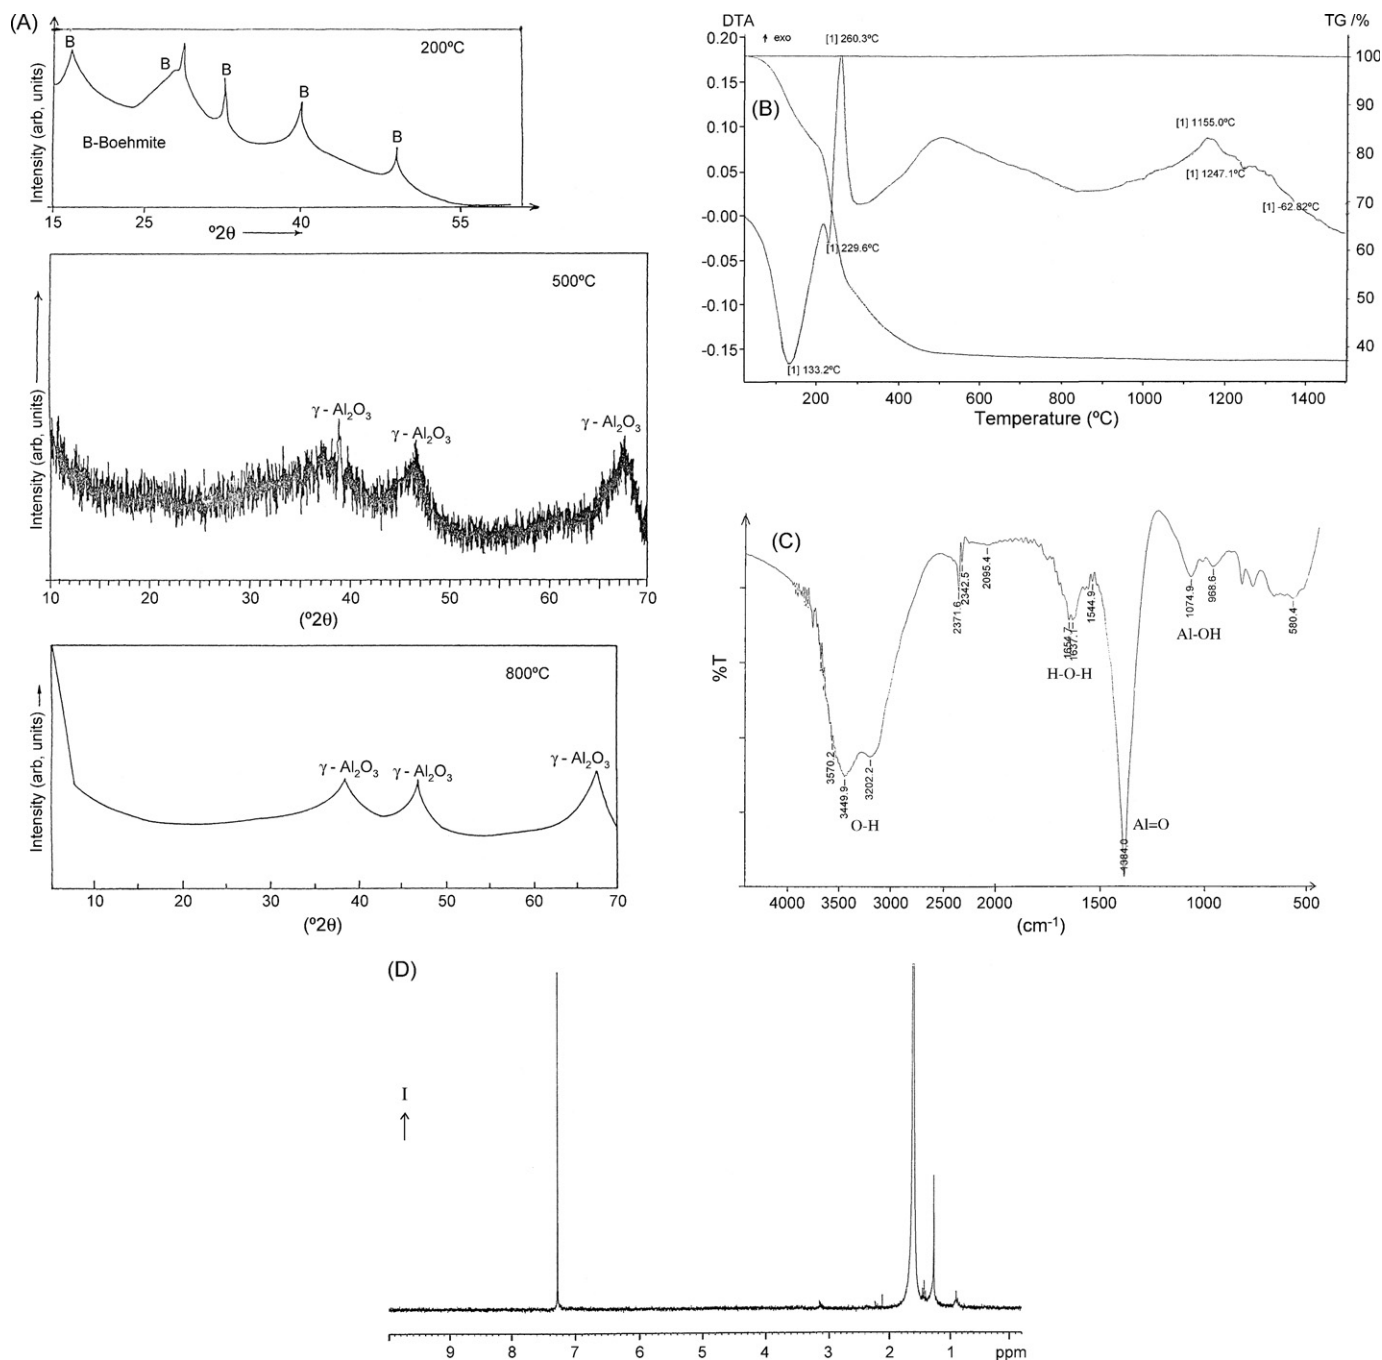 (A)
B
B
B
B
B
200ºC
B-Boehmite
Intensity (arb, units)
15
25
40
55
º2θ
500ºC
γ - Al2O3
γ - Al2O3
γ - Al2O3
Intensity (arb, units)
10
20
30
40
50
60
70
(º2θ)
800ºC
γ - Al2O3
γ - Al2O3
γ - Al2O3
Intensity (arb, units)
10
20
30
40
50
60
70
(º2θ)
DTA
TG /%
(B)
↑ exo
0.20
0.15
0.10
0.05
-0.00
-0.05
-0.10
-0.15
[1] 260.3ºC
[1] 1155.0ºC
[1] 1247.1ºC
[1] -62.82ºC
[1] 229.6ºC
[1] 133.2ºC
100
90
80
70
60
50
40
200
400
600
800
1000
1200
1400
Temperature (ºC)
(C)
%T
3570.2
3449.9
3202.2
O-H
2371.6
2342.5
2095.4
1654.7
1637.1
1544.9
H-O-H
1384.0
Al=O
1074.9
968.6
Al-OH
580.4
4000
3500
3000
2500
2000
1500
1000
500
(cm-1)
(D)
I
9
8
7
6
5
4
3
2
1
ppm